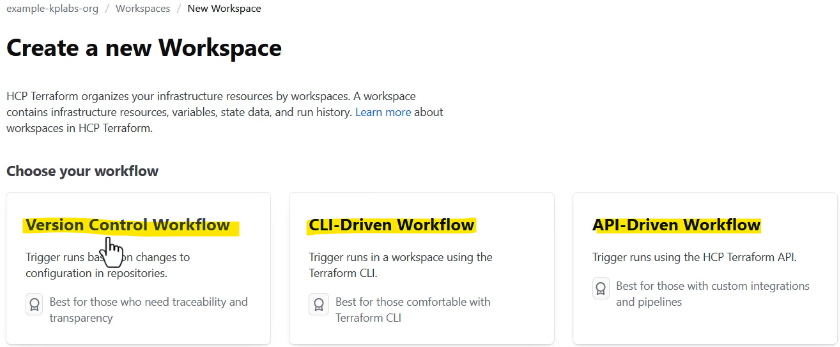 example-kplabs-org / Workspaces / New Workspace
Create a new Workspace
HCP Terraform organizes your infrastructure resources by workspaces. A workspace
contains infrastructure resources, variables, state data, and run history. Learn more about
workspaces in HCP Terraform.
Choose your workflow
Version Control Workflow
Trigger runs based on changes to
configuration in repositories.
Best for those who need traceability and
transparency
CLI-Driven Workflow
Trigger runs in a workspace using the
Terraform CLI.
Best for those comfortable with
Terraform CLI
API-Driven Workflow
Trigger runs using the HCP Terraform API.
Best for those with custom integrations
and pipelines